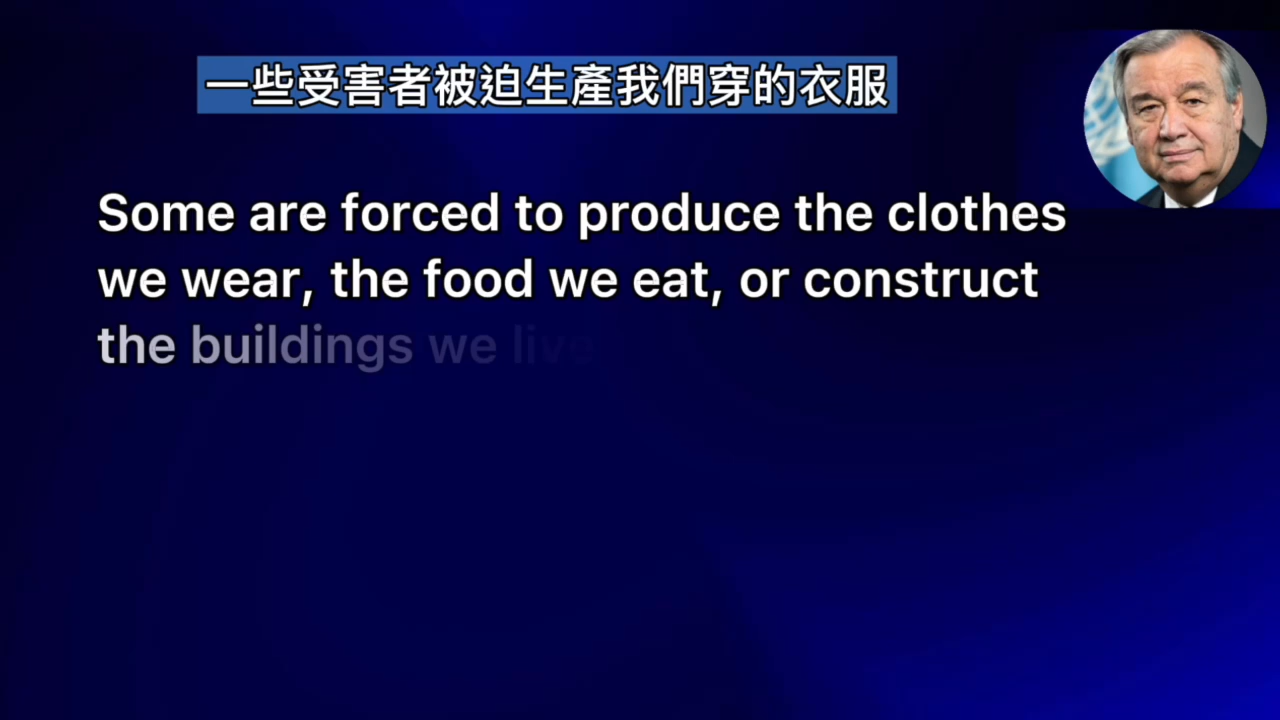 一些受害者被迫生產我們穿的衣服
Some are forced to produce the clothes
we wear, the food we eat, or construct
the buildings we live